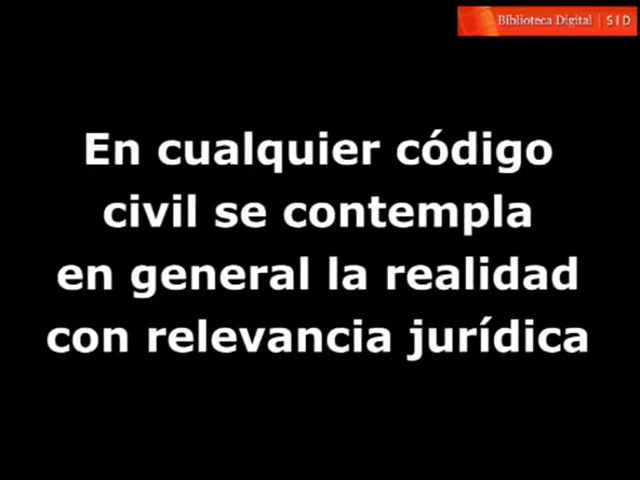 Biblioteca Digital | SID
En cualquier código
civil se contempla
en general la realidad
con relevancia jurídica